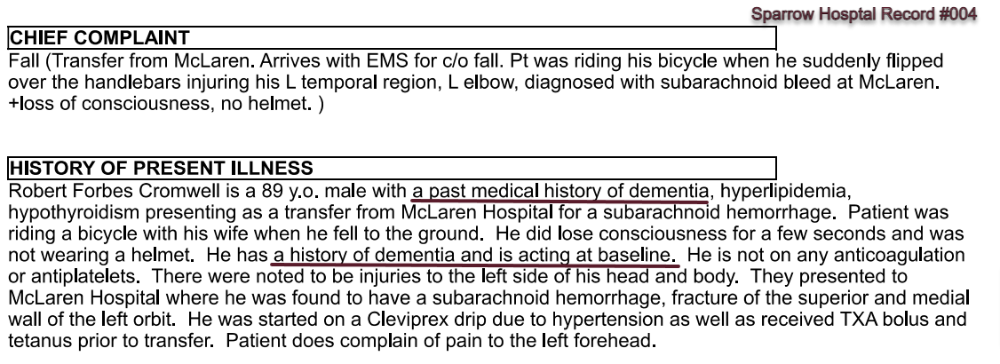 Sparrow Hosptal Record #004
CHIEF COMPLAINT
Fall (Transfer from McLaren. Arrives with EMS for c/o fall. Pt was riding his bicycle when he suddenly flipped
over the handlebars injuring his L temporal region, L elbow, diagnosed with subarachnoid bleed at McLaren.
+loss of consciousness, no helmet. )
HISTORY OF PRESENT ILLNESS
Robert Forbes Cromwell is a 89 y.o. male with a past medical history of dementia, hyperlipidemia,
hypothyroidism presenting as a transfer from McLaren Hospital for a subarachnoid hemorrhage.  Patient was
riding a bicycle with his wife when he fell to the ground.  He did lose consciousness for a few seconds and was
not wearing a helmet.  He has a history of dementia and is acting at baseline.  He is not on any anticoagulation
or antiplatelets.  There were noted to be injuries to the left side of his head and body.  They presented to
McLaren Hospital where he was found to have a subarachnoid hemorrhage, fracture of the superior and medial
wall of the left orbit.  He was started on a Cleviprex drip due to hypertension as well as received TXA bolus and
tetanus prior to transfer.  Patient does complain of pain to the left forehead.